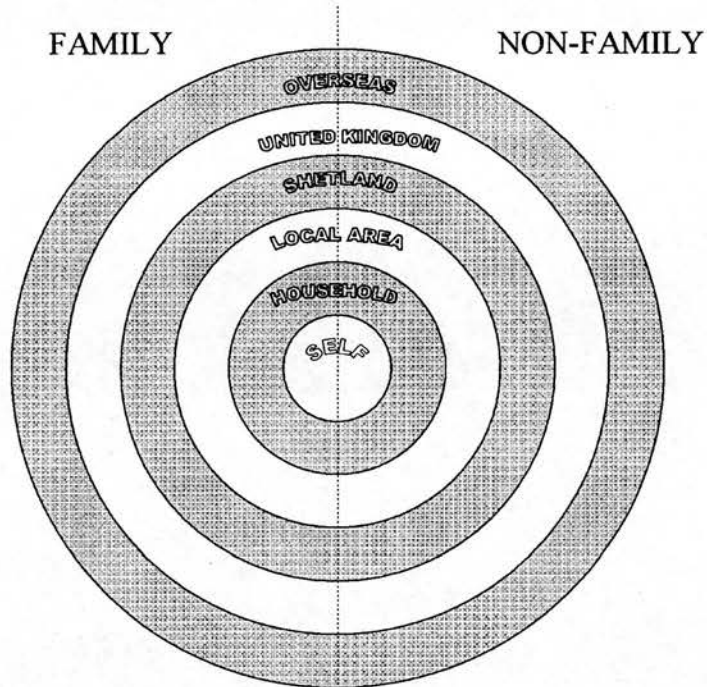 FAMILY
NON-FAMILY
OVERSEAS
UNITED KINGDOM
SHETLAND
LOCAL AREA
HOUSEHOLD
SELF